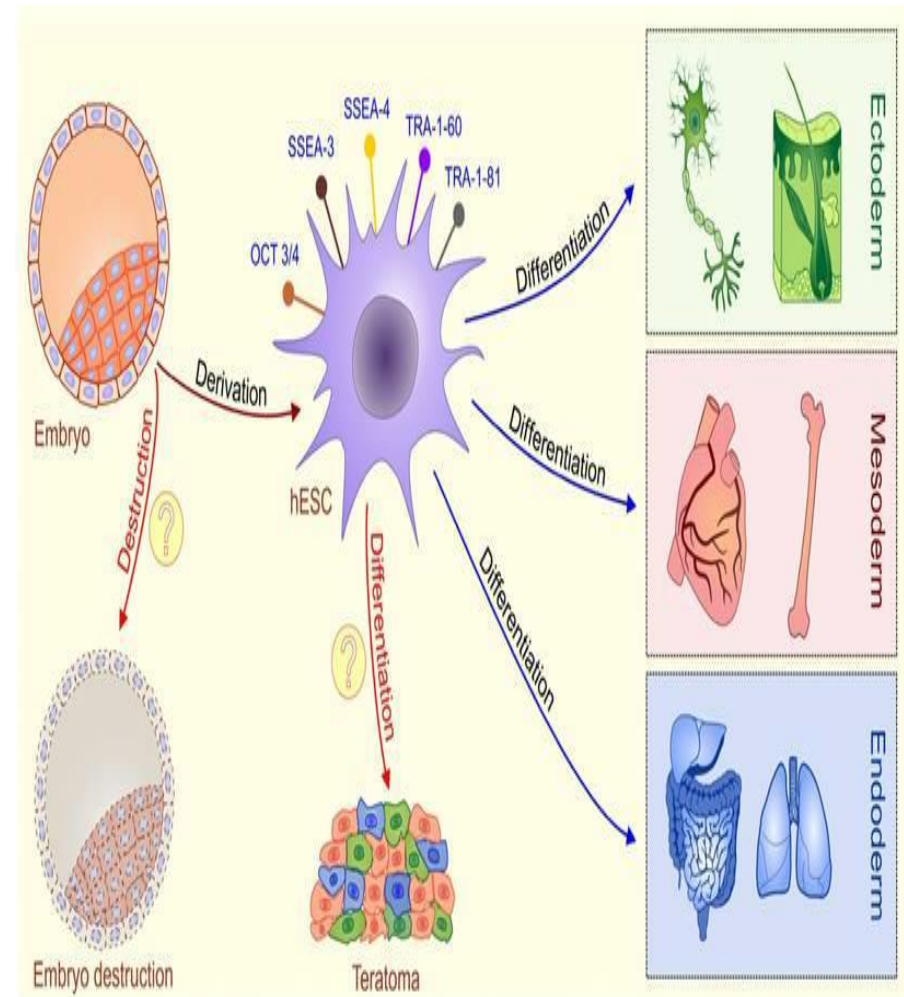 SSEA-4
TRA-1-60
SSEA-3
TRA-1-81
OCT 3/4
Differentiation
Ectoderm
Derivation
Embryo
Destruction
?
hESC
Differentiation
Mesoderm
Differentiation
?
Differentiation
Endoderm
Embryo destruction
Teratoma